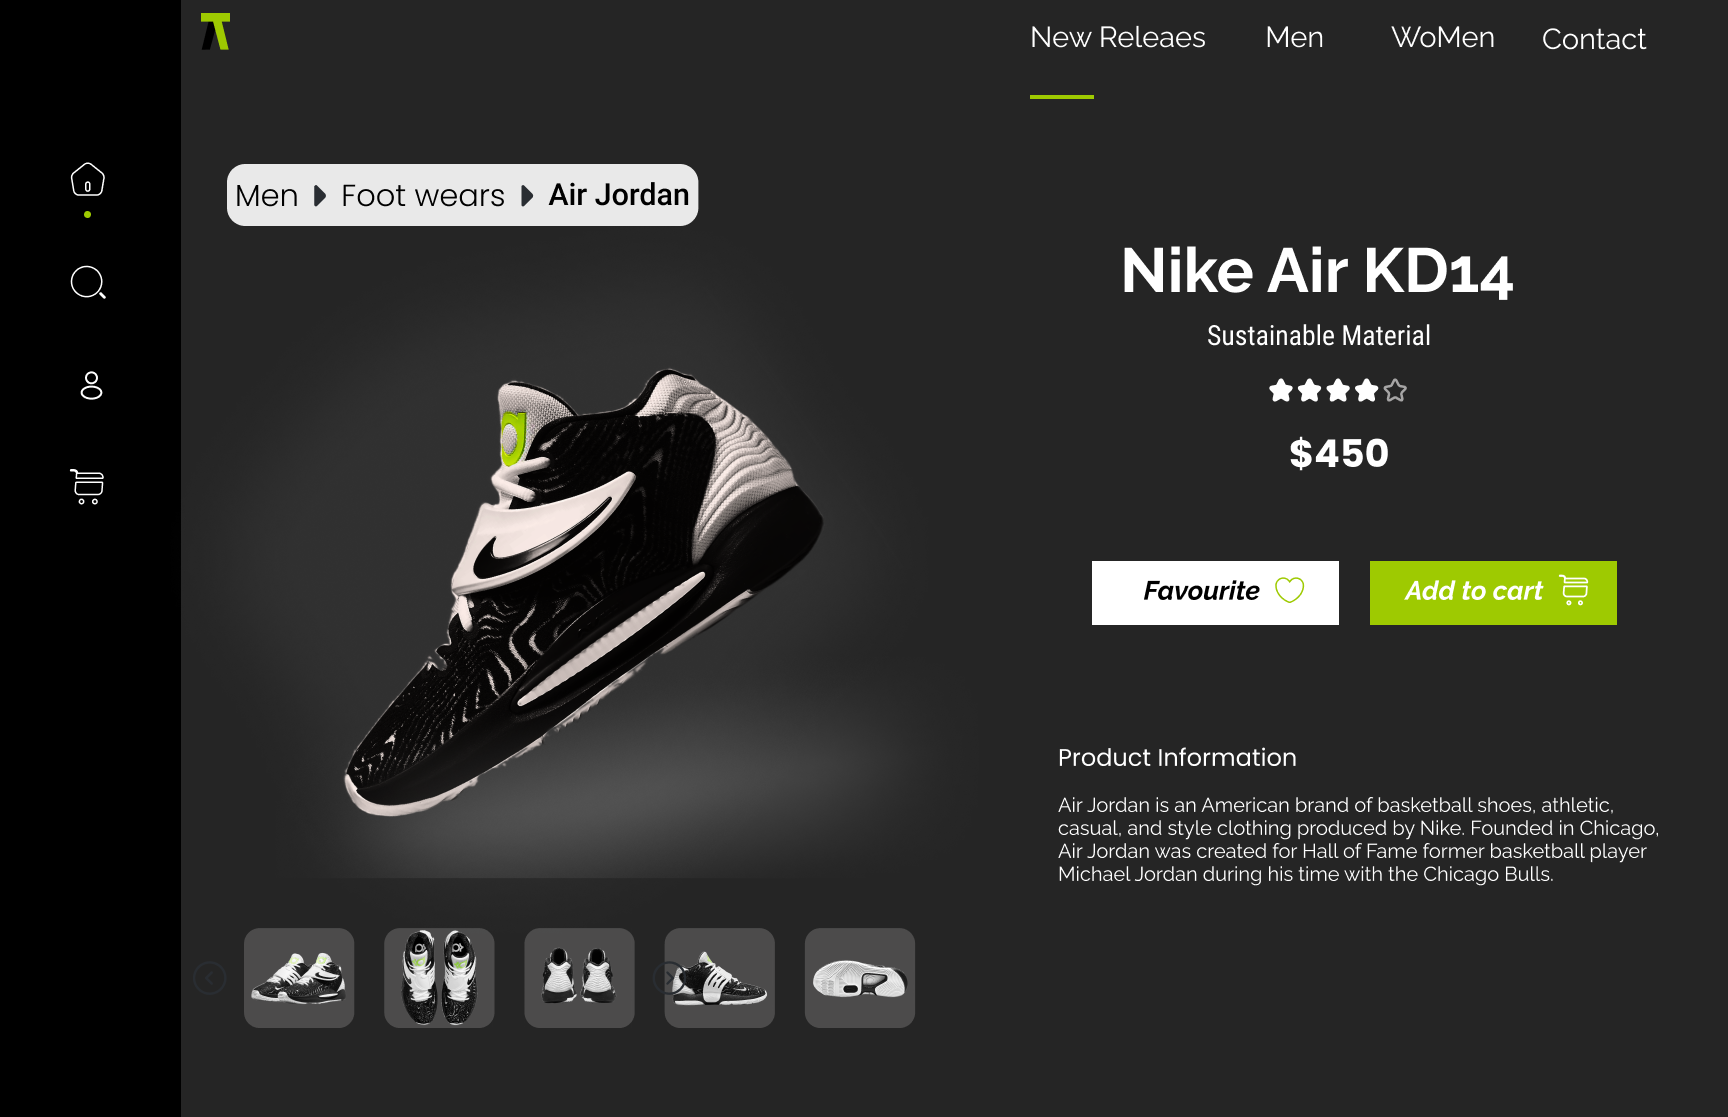 New Releaes Men WoMen Contact
Men Foot wears Air Jordan
Nike Air KD14
Sustainable Material
$450
Favourite Add to cart
Product Information
Air Jordan is an American brand of basketball shoes, athletic,
casual, and style clothing produced by Nike. Founded in Chicago,
Air Jordan was created for Hall of Fame former basketball player
Michael Jordan during his time with the Chicago Bulls.